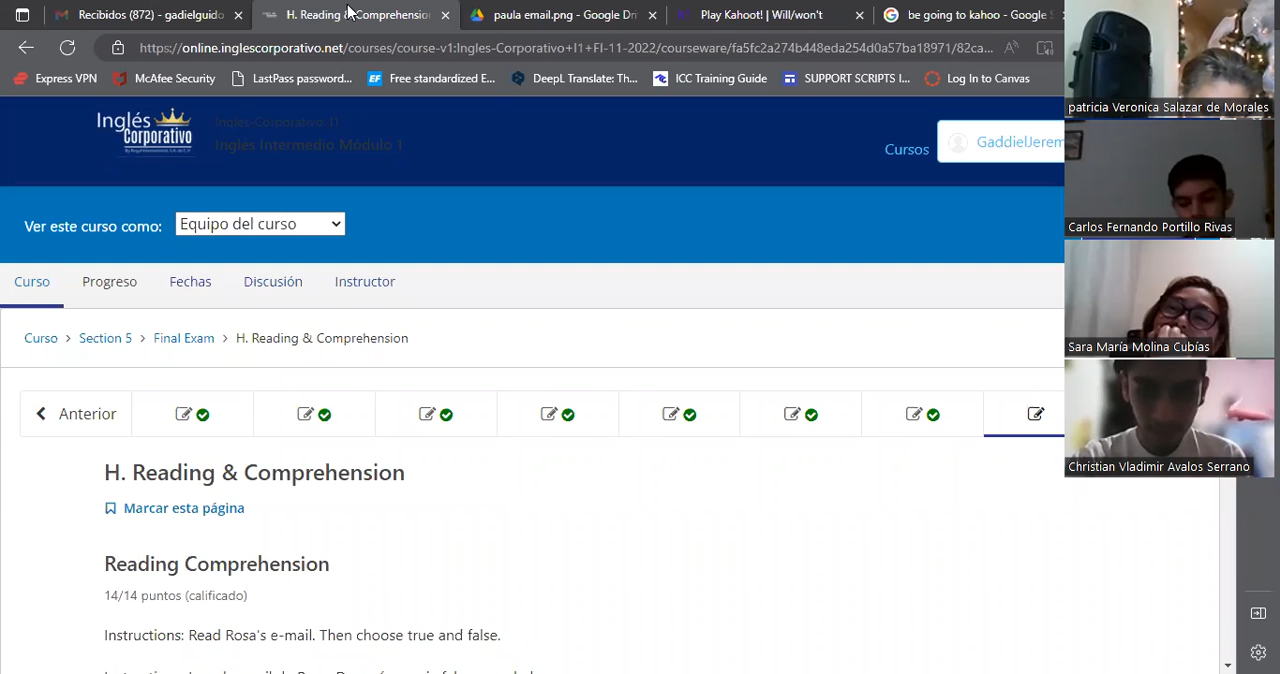 Recibidos (872) - gadielguido
H. Reading & Comprehension
paula email.png - Google Dri
Play Kahoot! | Will/won't
be going to kahoo - Google S
https://online.inglescorporativo.net/courses/course-v1:Ingles-Corporativo+I1+FI-11-2022/courseware/fa5fc2a274b448eda254d0a57ba18971/82ca...
Express VPN
McAfee Security
LastPass password...
EF Free standardized E...
DeepL Translate: Th...
ICC Training Guide
SUPPORT SCRIPTS I...
Log In to Canvas
Inglés Corporativo
Ingles-Corporativo I1
Inglés Intermedio Módulo 1
Cursos
GaddielJerem
Ver este curso como: Equipo del curso
Curso Progreso Fechas Discusión Instructor
Curso > Section 5 > Final Exam > H. Reading & Comprehension
Anterior
H. Reading & Comprehension
Marcar esta página
Reading Comprehension
14/14 puntos (calificado)
Instructions: Read Rosa's e-mail. Then choose true and false.
patricia Veronica Salazar de Morales
Carlos Fernando Portillo Rivas
Sara María Molina Cubías
Christian Vladimir Avalos Serrano